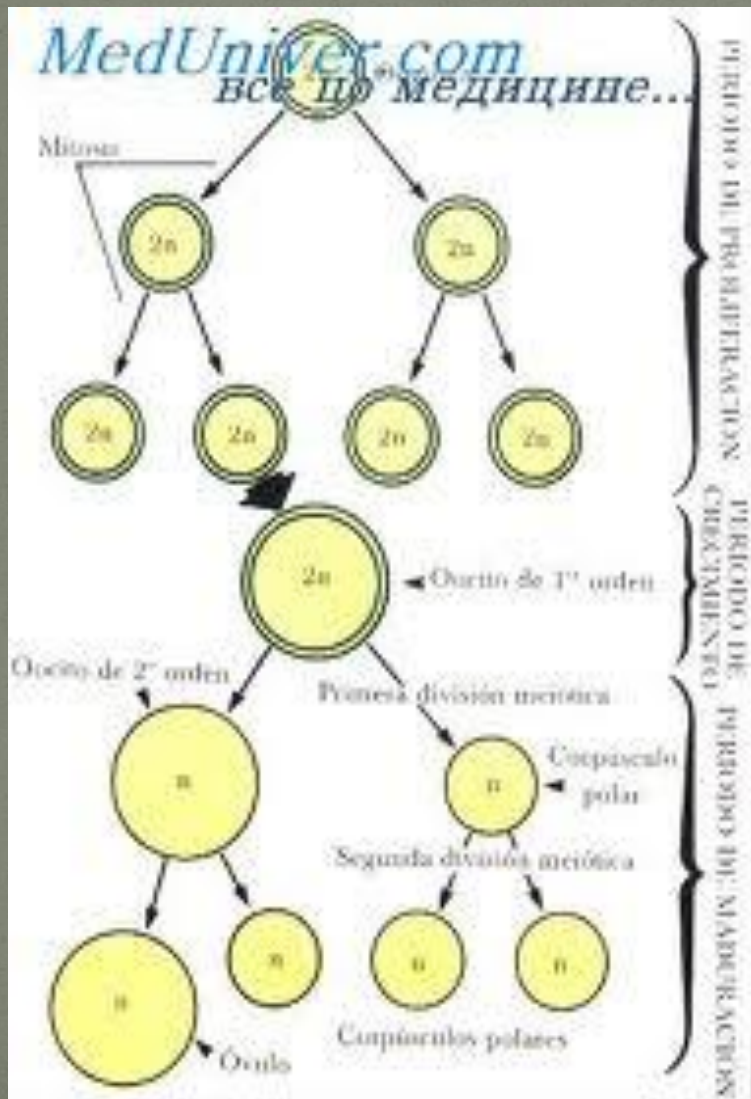 MedUniver.com
все по медицине...
Mitosis
2n
2n
2n
2n
2n
2n
2n
Oocito de 1er orden
Oocito de 2º orden
Primera división meiótica
n
n
Corpúsculo
polar
Segunda división meiótica
n
n
n
n
Corpúsculos polares
Óvulo
PERIODO DE PROLIFERACION
PERIODO DE
CRECIMIENTO
PERIODO DE MADURACION